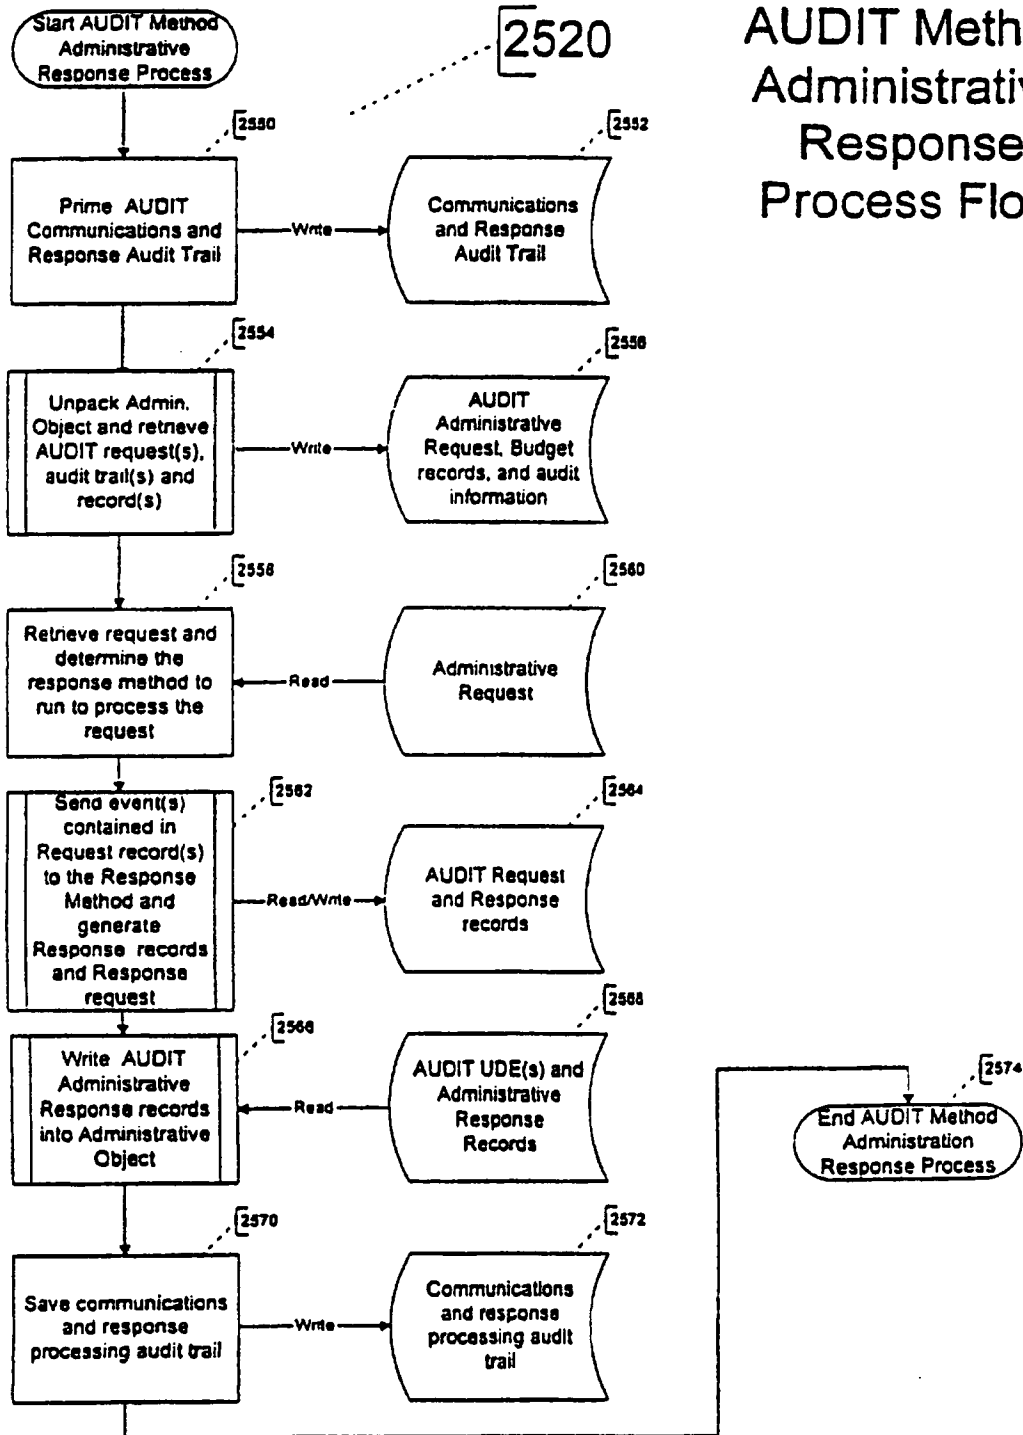 Start AUDIT Method
Administrative
Response Process
2520
AUDIT Meth
Administrativ
Response
Process Flo
2550
Prime AUDIT
Communications and
Response Audit Trail
Write
2552
Communications
and Response
Audit Trail
2554
Unpack Admin.
Object and retrieve
AUDIT request(s),
audit trail(s) and
record(s)
Write
2556
AUDIT
Administrative
Request, Budget
records, and audit
information
2558
Retrieve request and
determine the
response method to
run to process the
request
Read
2560
Administrative
Request
2562
Send event(s)
contained in
Request record(s)
to the Response
Method and
generate
Response records
and Response
request
Read/Write
2564
AUDIT Request
and Response
records
2566
Write AUDIT
Administrative
Response records
into Administrative
Object
Read
2568
AUDIT UDE(s) and
Administrative
Response
Records
2574
End AUDIT Method
Administration
Response Process
2570
Save communications
and response
processing audit trail
Write
2572
Communications
and response
processing audit
trail